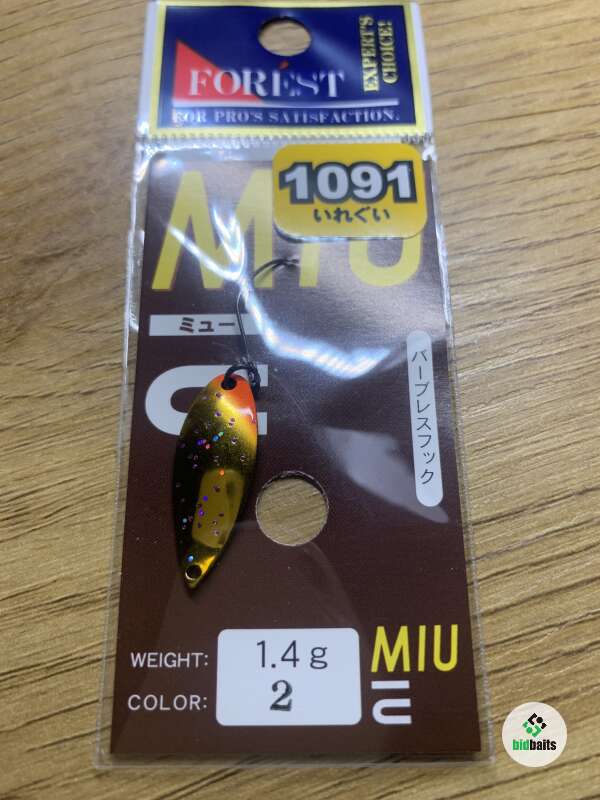 FORÉST
EXPERT'S
CHOICE!
FOR PRO'S SATISFACTION.
1091
いれぐい
MIU
ミュー
バーブレスフック
WEIGHT: 1.4g
COLOR: 2
MIU
bidbaits